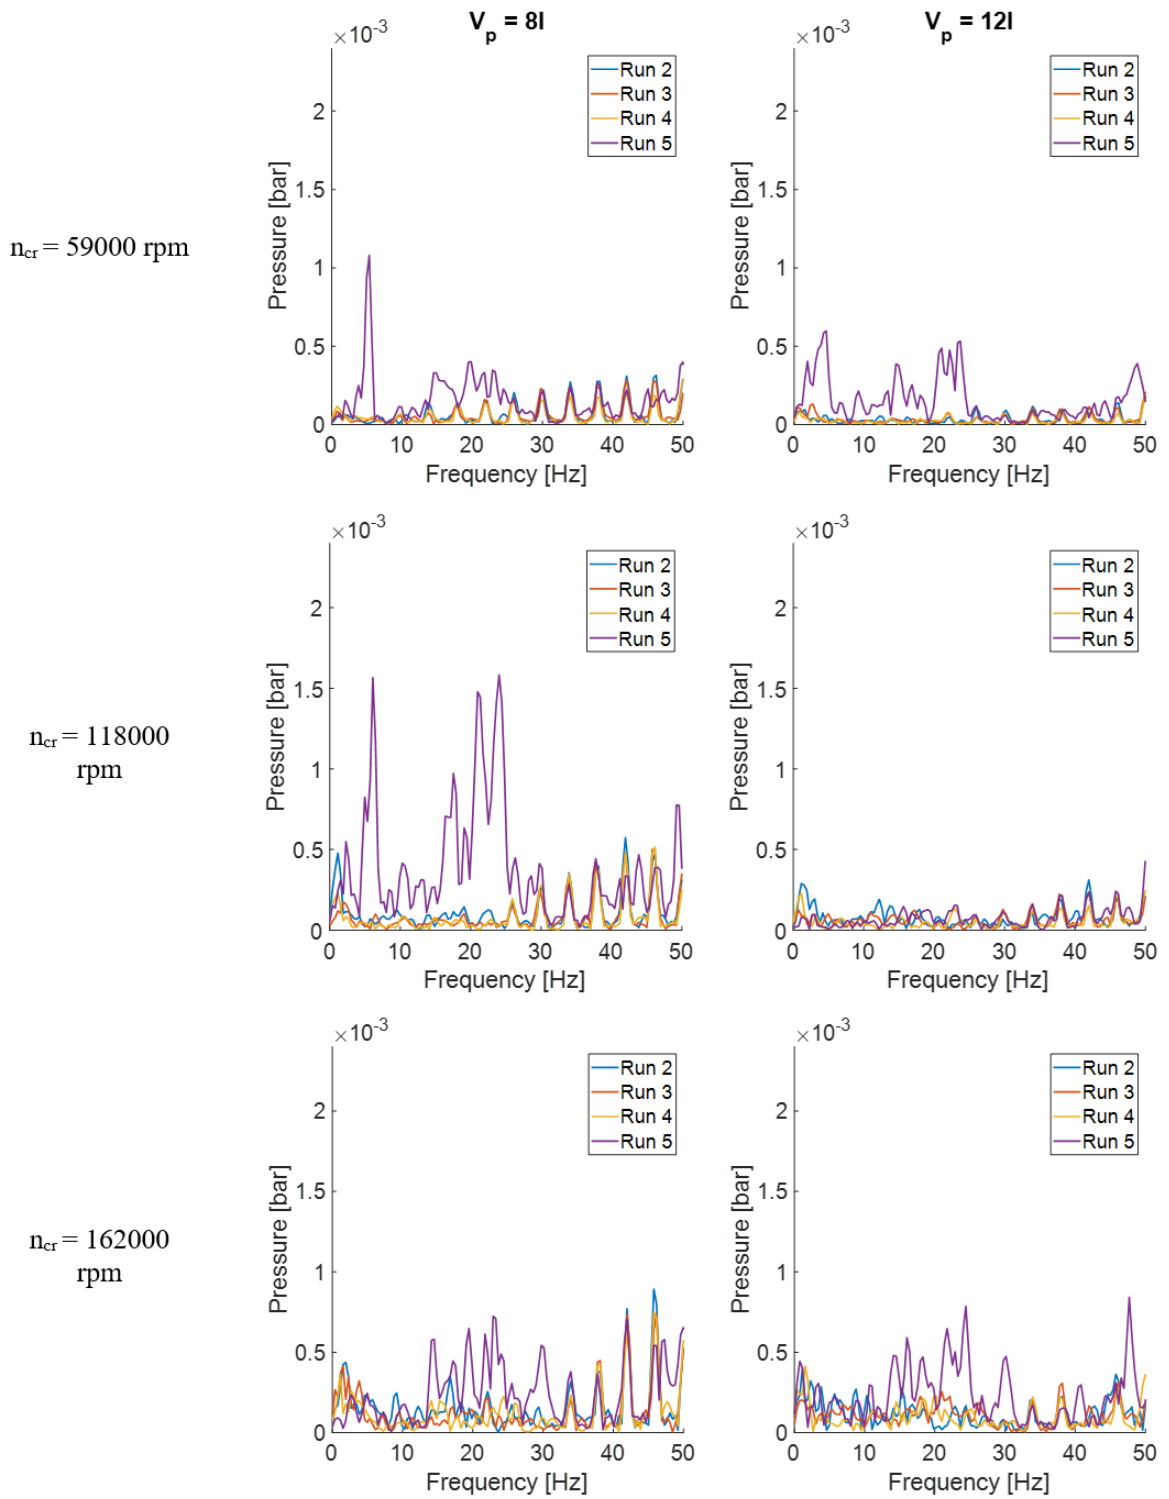 V_p = 8l
V_p = 12l
n_cr = 59000 rpm
×10^-3
Pressure [bar]
2
1.5
1
0.5
0
0 10 20 30 40 50
Frequency [Hz]
Run 2
Run 3
Run 4
Run 5
×10^-3
Pressure [bar]
2
1.5
1
0.5
0
0 10 20 30 40 50
Frequency [Hz]
Run 2
Run 3
Run 4
Run 5
n_cr = 118000
rpm
×10^-3
Pressure [bar]
2
1.5
1
0.5
0
0 10 20 30 40 50
Frequency [Hz]
Run 2
Run 3
Run 4
Run 5
×10^-3
Pressure [bar]
2
1.5
1
0.5
0
0 10 20 30 40 50
Frequency [Hz]
Run 2
Run 3
Run 4
Run 5
n_cr = 162000
rpm
×10^-3
Pressure [bar]
2
1.5
1
0.5
0
0 10 20 30 40 50
Frequency [Hz]
Run 2
Run 3
Run 4
Run 5
×10^-3
Pressure [bar]
2
1.5
1
0.5
0
0 10 20 30 40 50
Frequency [Hz]
Run 2
Run 3
Run 4
Run 5